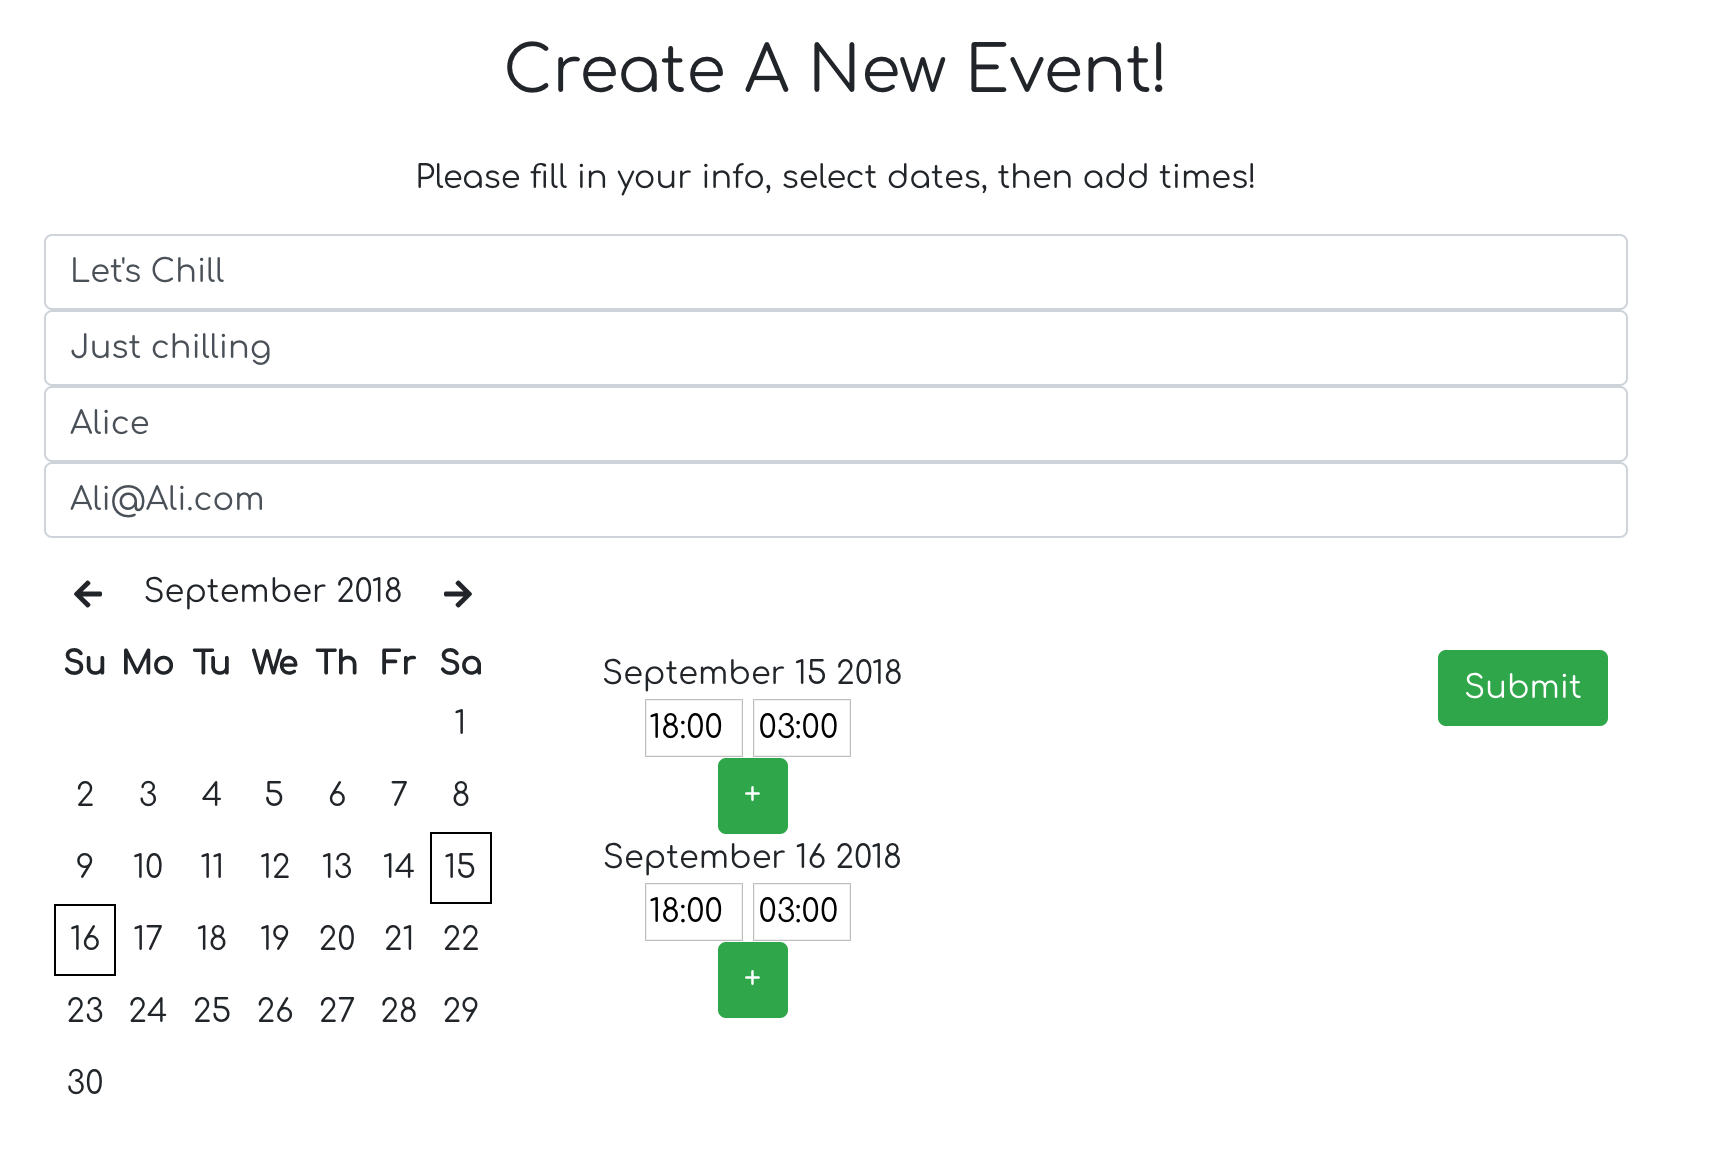 Create A New Event!
Please fill in your info, select dates, then add times!
Let's Chill
Just chilling
Alice
Ali@Ali.com
September 2018
Su Mo Tu We Th Fr Sa
1
2 3 4 5 6 7 8
9 10 11 12 13 14 15
16 17 18 19 20 21 22
23 24 25 26 27 28 29
30
September 15 2018
18:00 03:00
+
September 16 2018
18:00 03:00
+
Submit